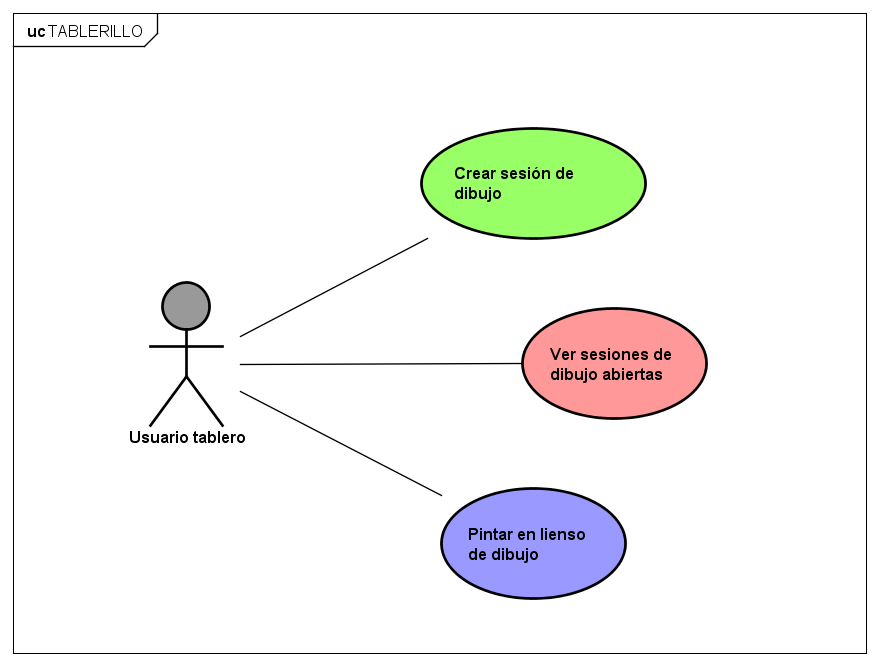 uc TABLERILLO
Crear sesión de
dibujo
Ver sesiones de
dibujo abiertas
Usuario tablero
Pintar en lienso
de dibujo